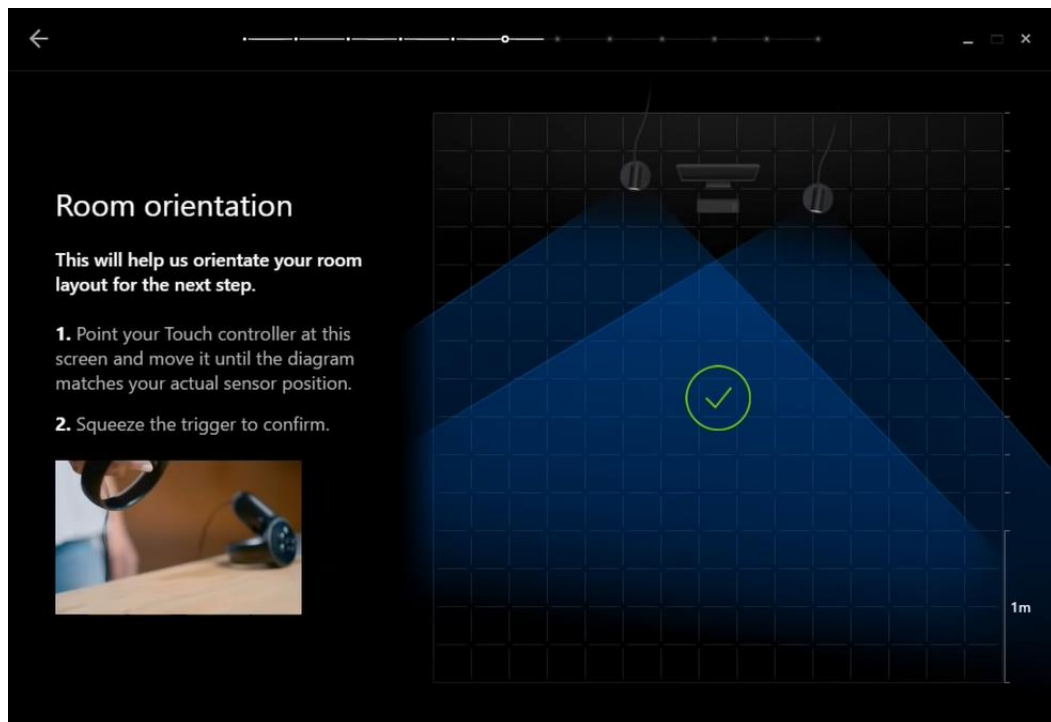 Room orientation
This will help us orientate your room
layout for the next step.
1. Point your Touch controller at this
screen and move it until the diagram
matches your actual sensor position.
2. Squeeze the trigger to confirm.
1m